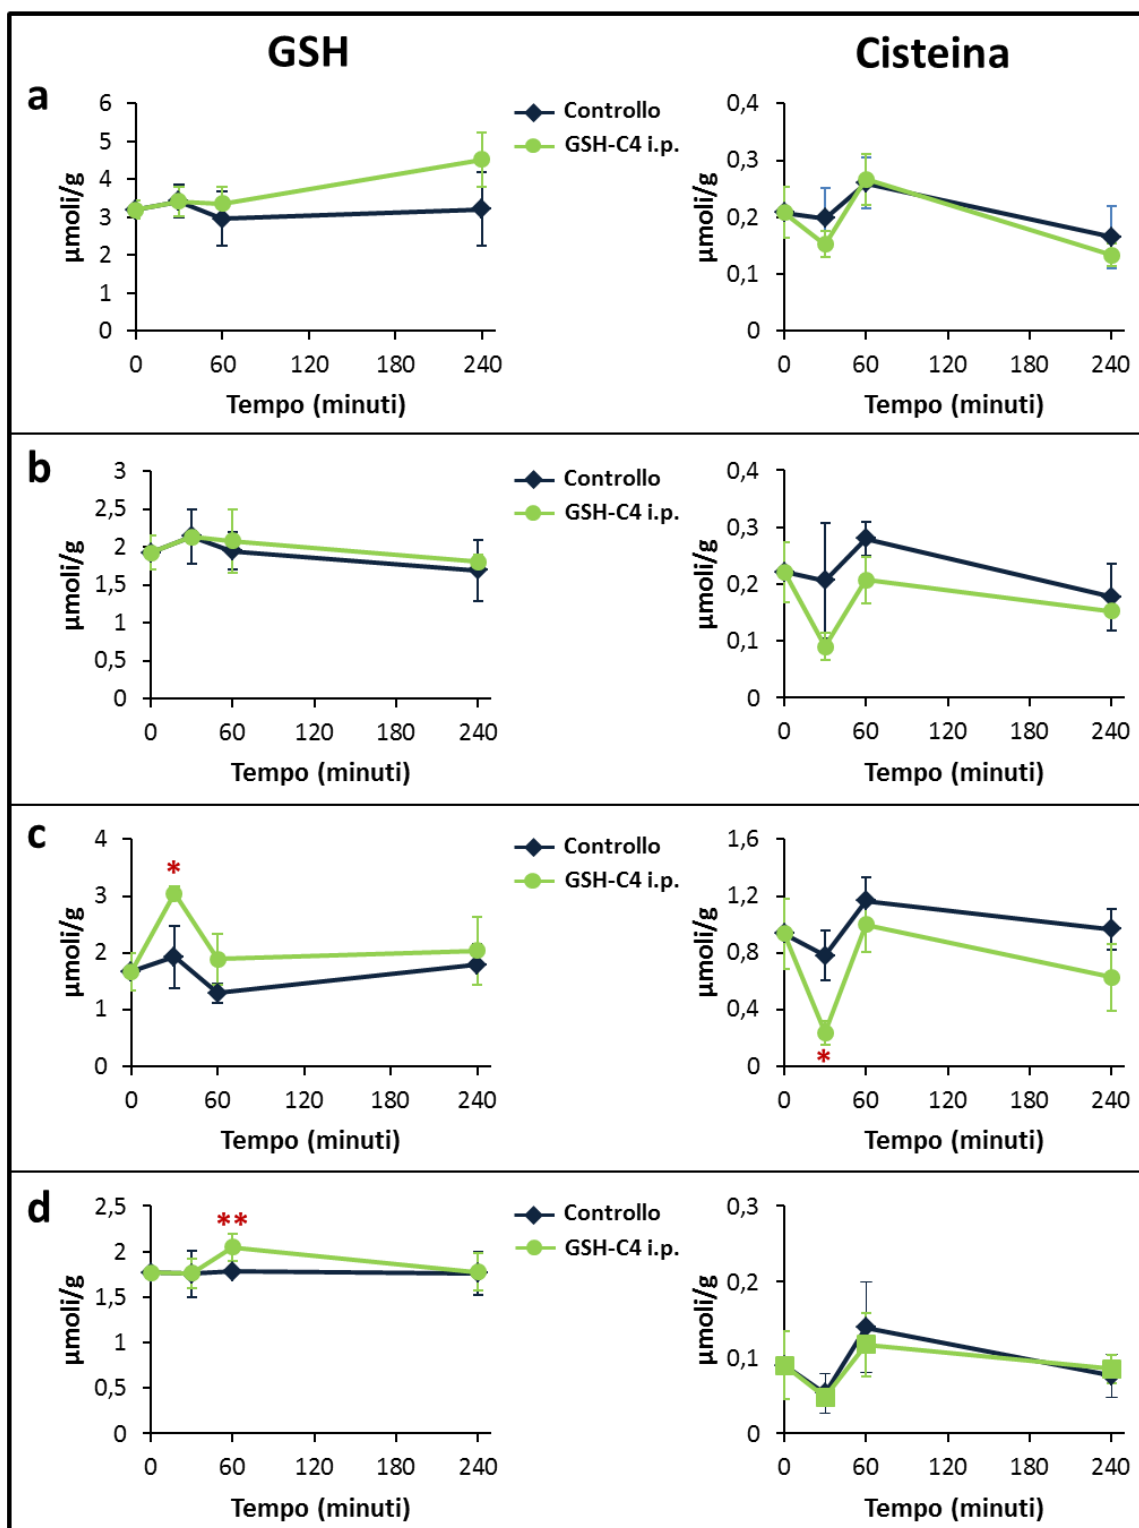 GSH
Cisteina
a
6
5
4
3
2
1
0
µmoli/g
0 60 120 180 240
Tempo (minuti)
Controllo
GSH-C4 i.p.
0,4
0,3
0,2
0,1
0
µmoli/g
0 60 120 180 240
Tempo (minuti)
b
3
2,5
2
1,5
1
0,5
0
µmoli/g
0 60 120 180 240
Tempo (minuti)
Controllo
GSH-C4 i.p.
0,4
0,3
0,2
0,1
0
µmoli/g
0 60 120 180 240
Tempo (minuti)
c
4
3
2
1
0
µmoli/g
*
0 60 120 180 240
Tempo (minuti)
Controllo
GSH-C4 i.p.
1,6
1,2
0,8
0,4
0
µmoli/g
*
0 60 120 180 240
Tempo (minuti)
d
2,5
2
1,5
1
0,5
0
µmoli/g
**
0 60 120 180 240
Tempo (minuti)
Controllo
GSH-C4 i.p.
0,3
0,2
0,1
0
µmoli/g
0 60 120 180 240
Tempo (minuti)